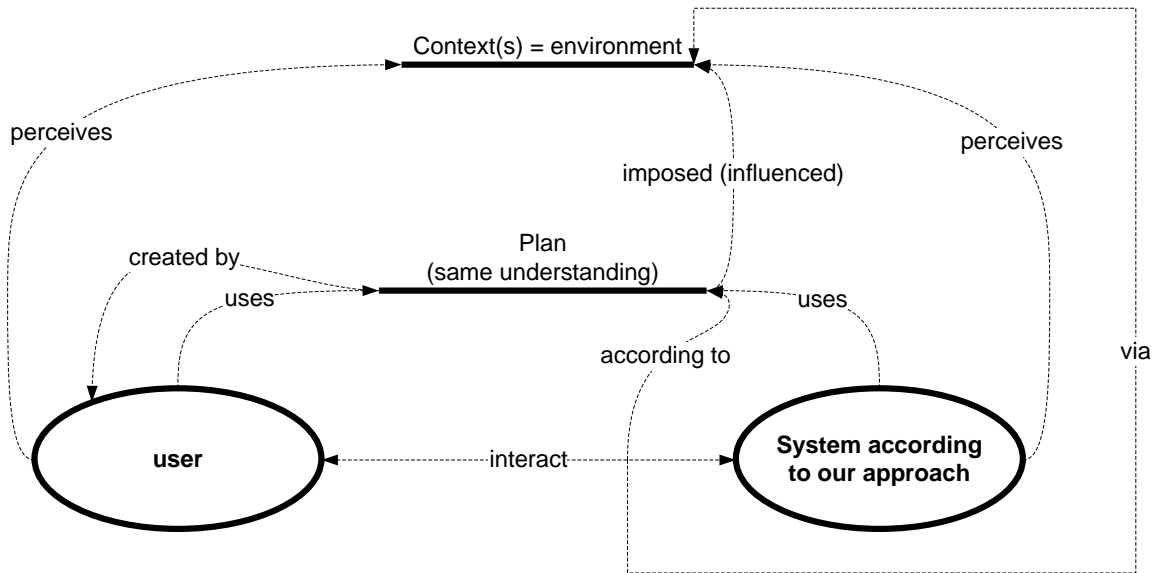 Context(s) = environment
perceives
perceives
imposed (influenced)
Plan
(same understanding)
created by
uses
uses
according to
via
user
interact
System according
to our approach